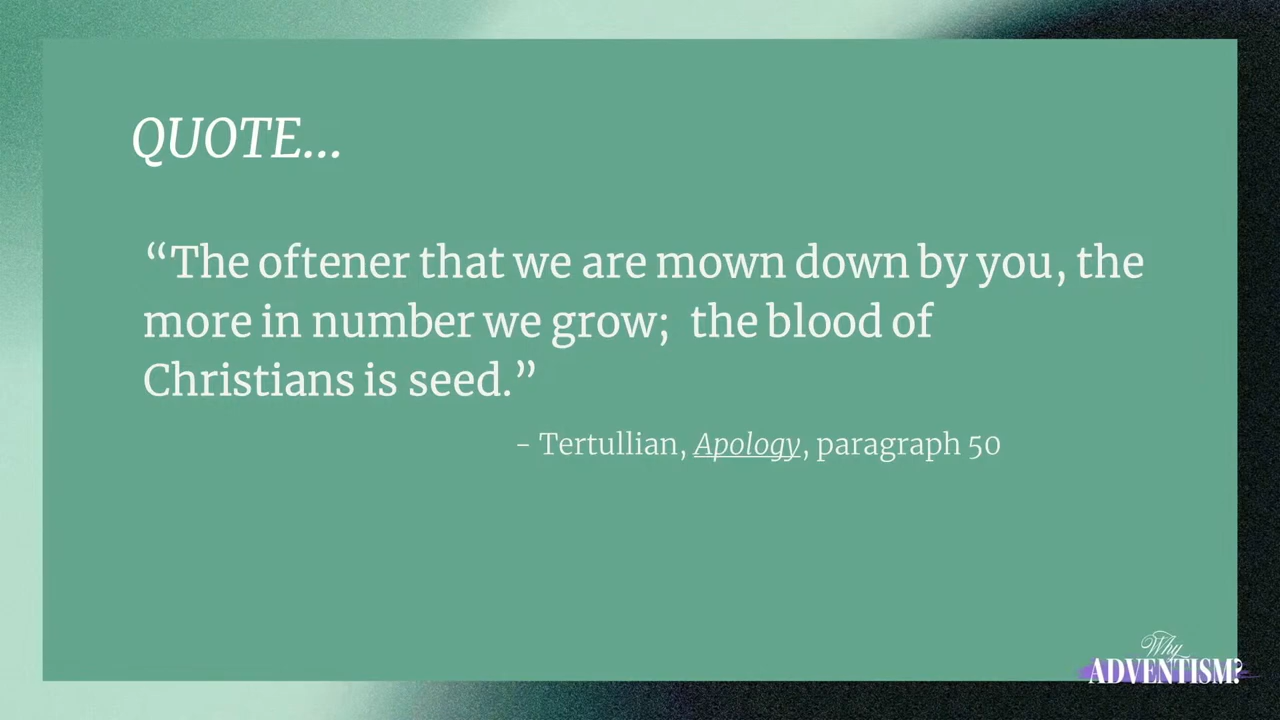 QUOTE...
“The oftener that we are mown down by you, the
more in number we grow;  the blood of
Christians is seed.”
– Tertullian, Apology, paragraph 50
Why
ADVENTISM?